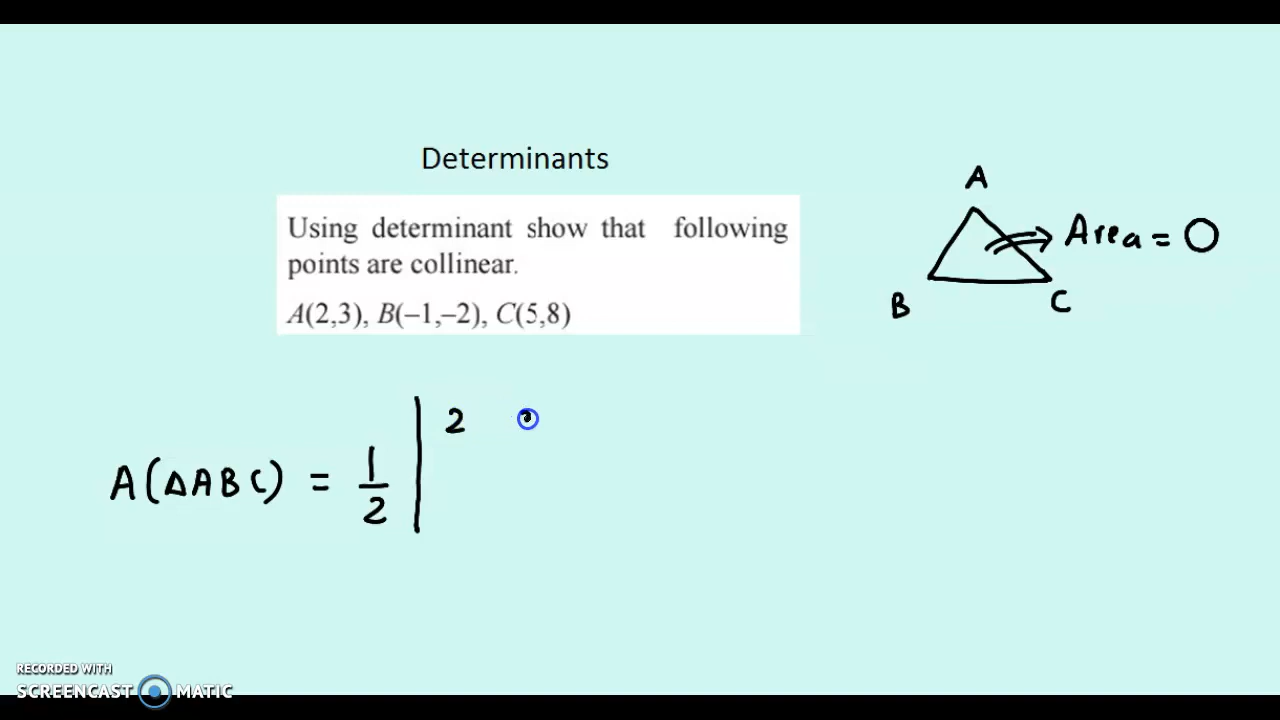 Determinants
Using determinant show that following
points are collinear.
A(2,3), B(–1,–2), C(5,8)
A
Area = 0
B
C
A(ΔABC) = 1/2 | 2
RECORDED WITH
SCREENCAST MATIC